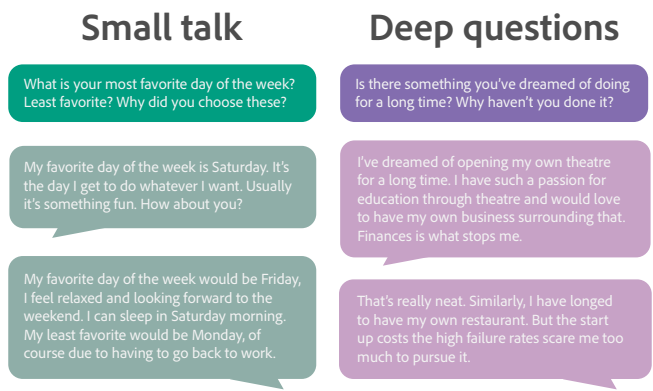 Small talk
What is your most favorite day of the week?
Least favorite? Why did you choose these?
My favorite day of the week is Saturday. It's
the day I get to do whatever I want. Usually
it's something fun. How about you?
My favorite day of the week would be Friday,
I feel relaxed and looking forward to the
weekend. I can sleep in Saturday morning.
My least favorite would be Monday, of
course due to having to go back to work.
Deep questions
Is there something you've dreamed of doing
for a long time? Why haven't you done it?
I've dreamed of opening my own theatre
for a long time. I have such a passion for
education through theatre and would love
to have my own business surrounding that.
Finances is what stops me.
That's really neat. Similarly, I have longed
to have my own restaurant. But the start
up costs the high failure rates scare me too
much to pursue it.